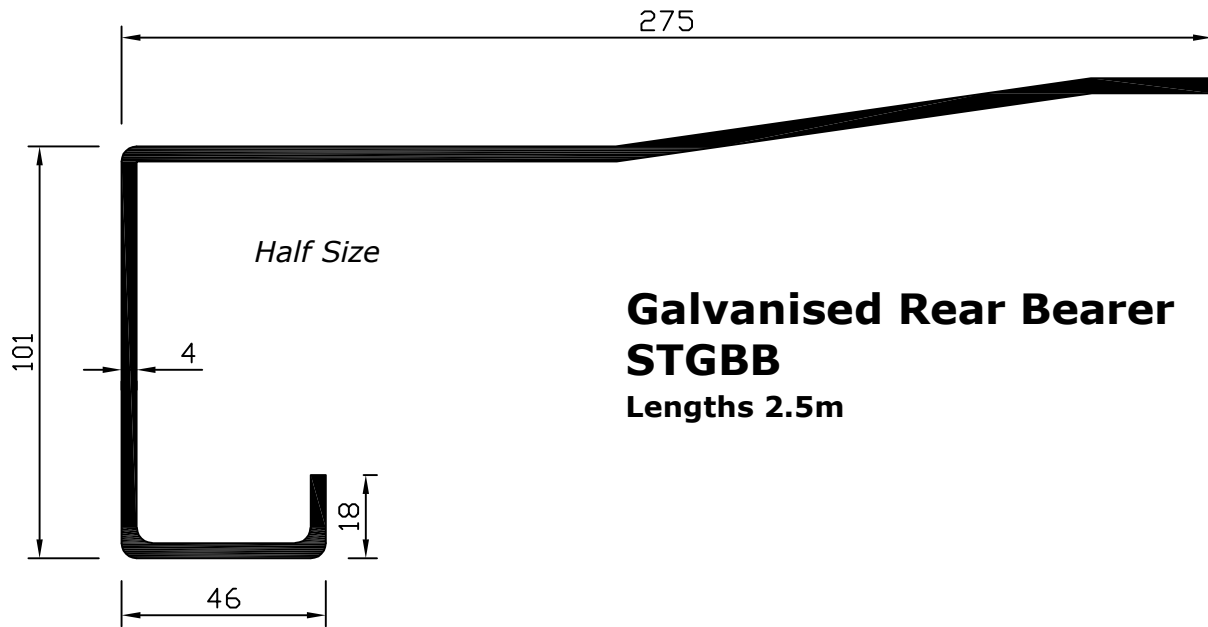 275
Half Size
101
4
Galvanised Rear Bearer
STGBB
Lengths 2.5m
18
46